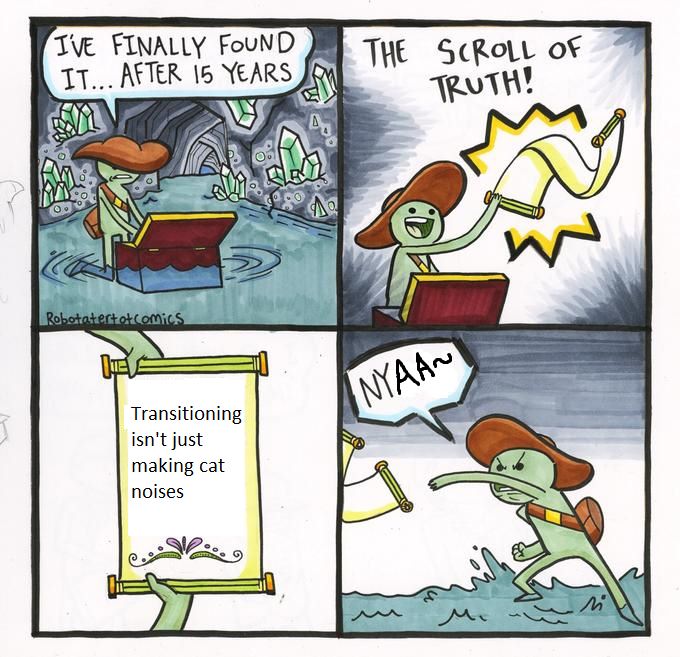 I'VE FINALLY FOUND
IT... AFTER 15 YEARS
THE SCROLL OF
TRUTH!
Robotatertotcomics
Transitioning
isn't just
making cat
noises
NYAA~